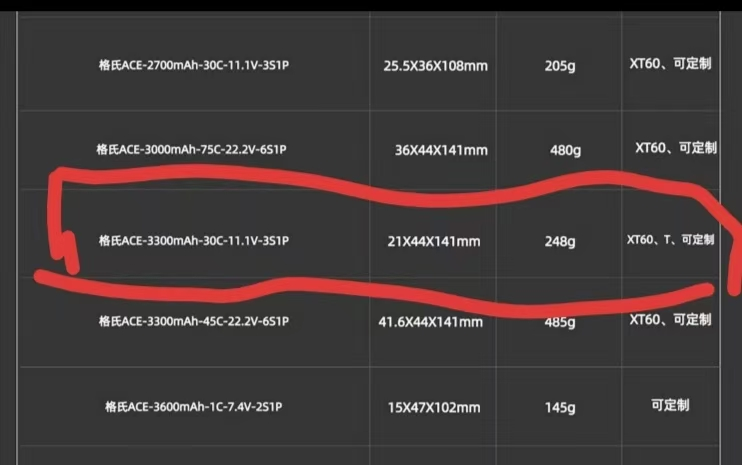 格氏ACE-2700mAh-30C-11.1V-3S1P 25.5X36X108mm 205g XT60、可定制
格氏ACE-3000mAh-75C-22.2V-6S1P 36X44X141mm 480g XT60、可定制
格氏ACE-3300mAh-30C-11.1V-3S1P 21X44X141mm 248g XT60、T、可定制
格氏ACE-3300mAh-45C-22.2V-6S1P 41.6X44X141mm 485g XT60、可定制
格氏ACE-3600mAh-1C-7.4V-2S1P 15X47X102mm 145g 可定制